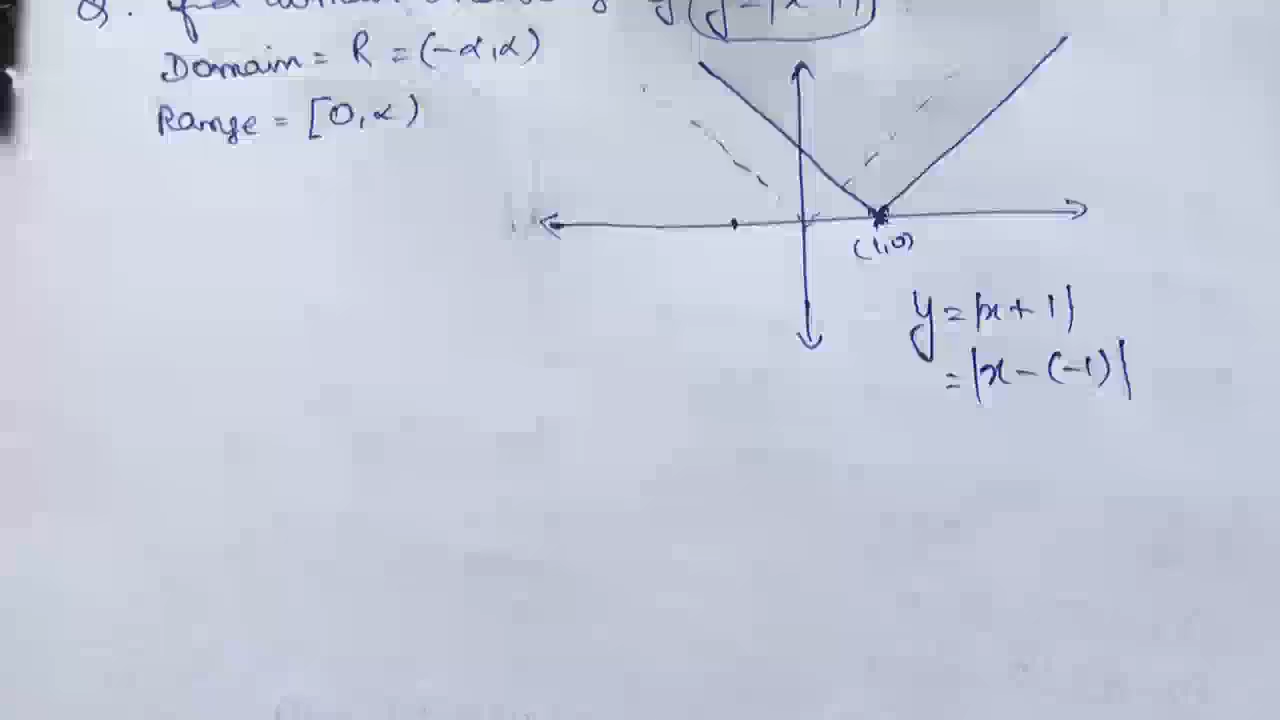 Q.
Domain = R = (-∝,∝)
Range = [0,∝)
(1,0)
y = |x + 1|
= |x - (-1)|